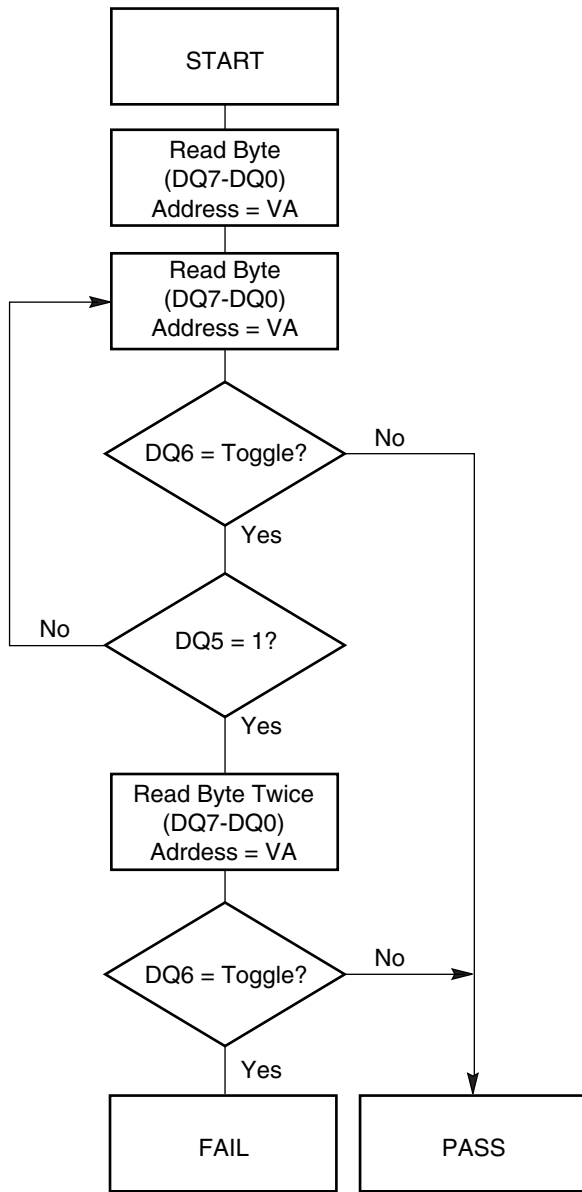 START
Read Byte
(DQ7-DQ0)
Address = VA
Read Byte
(DQ7-DQ0)
Address = VA
DQ6 = Toggle?
No
Yes
No
DQ5 = 1?
Yes
Read Byte Twice
(DQ7-DQ0)
Adrdess = VA
DQ6 = Toggle?
No
Yes
FAIL
PASS